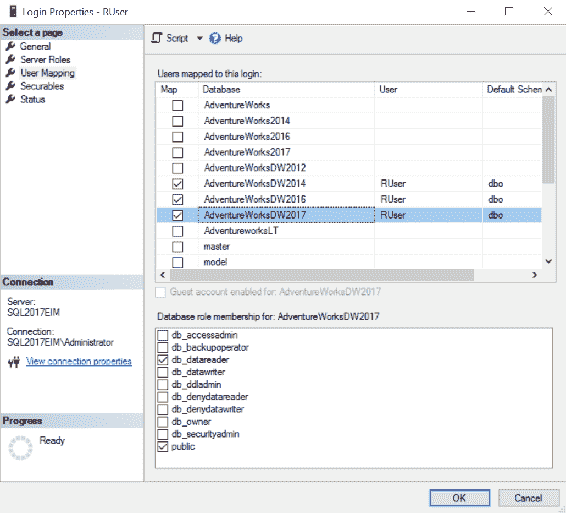 Login Properties - RUser
Select a page
General
Server Roles
User Mapping
Securables
Status
Script
Help
Users mapped to this login:
Map Database User Default Schem
AdventureWorks
AdventureWorks2014
AdventureWorks2016
AdventureWorks2017
AdventureWorksDW2012
AdventureWorksDW2014 RUser dbo
AdventureWorksDW2016 RUser dbo
AdventureWorksDW2017 RUser dbo
AdventureworksLT
master
model
Guest account enabled for: AdventureWorksDW2017
Database role membership for: AdventureWorksDW2017
db_accessadmin
db_backupoperator
db_datareader
db_datawriter
db_ddladmin
db_denydatareader
db_denydatawriter
db_owner
db_securityadmin
public
Connection
Server:
SQL2017EIM
Connection:
SQL2017EIM\Administrator
View connection properties
Progress
Ready
OK
Cancel